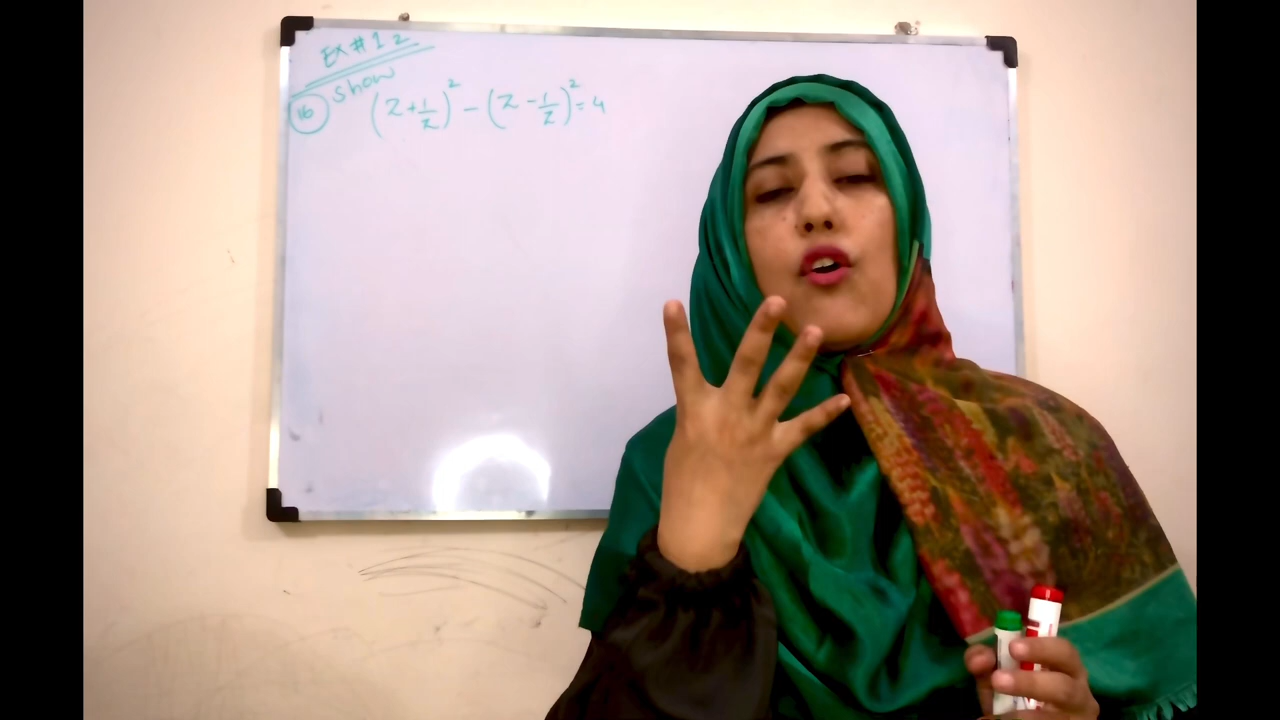 Ex # 1.2
Show
16 (z + 1/z)² - (z - 1/z)² = 4